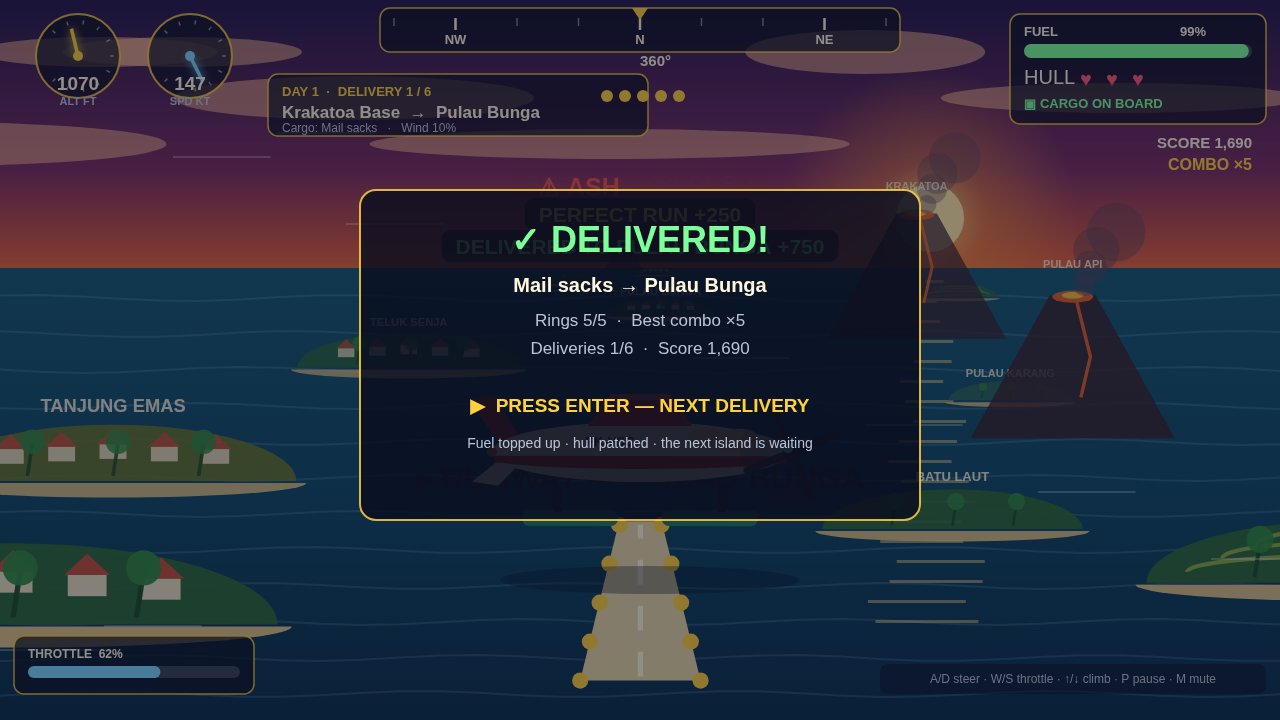 NW N NE
360°
1070
ALT FT
147
SPD KT
DAY 1 · DELIVERY 1 / 6
Krakatoa Base → Pulau Bunga
Cargo: Mail sacks · Wind 10%
FUEL 99%
HULL ♥ ♥ ♥
▣ CARGO ON BOARD
SCORE 1,690
COMBO ×5
⚠ ASH
PERFECT RUN +250
KRAKATOA
PULAU API
TELUK SENJA
PULAU KARANG
TANJUNG EMAS
BATU LAUT
✓ DELIVERED!
Mail sacks → Pulau Bunga
Rings 5/5 · Best combo ×5
Deliveries 1/6 · Score 1,690
▶ PRESS ENTER — NEXT DELIVERY
Fuel topped up · hull patched · the next island is waiting
THROTTLE 62%
A/D steer · W/S throttle · ↑/↓ climb · P pause · M mute